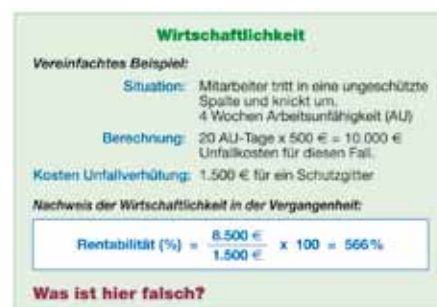 Wirtschaftlichkeit
Vereinfachtes Beispiel:
Situation: Mitarbeiter tritt in eine ungeschützte
Spalte und knickt um.
4 Wochen Arbeitsunfähigkeit (AU)
Berechnung: 20 AU-Tage x 500 € = 10.000 €
Unfallkosten für diesen Fall.
Kosten Unfallverhütung: 1.500 € für ein Schutzgitter
Nachweis der Wirtschaftlichkeit in der Vergangenheit:
Rentabilität (%) = 8.500 € / 1.500 € x 100 = 566%
Was ist hier falsch?